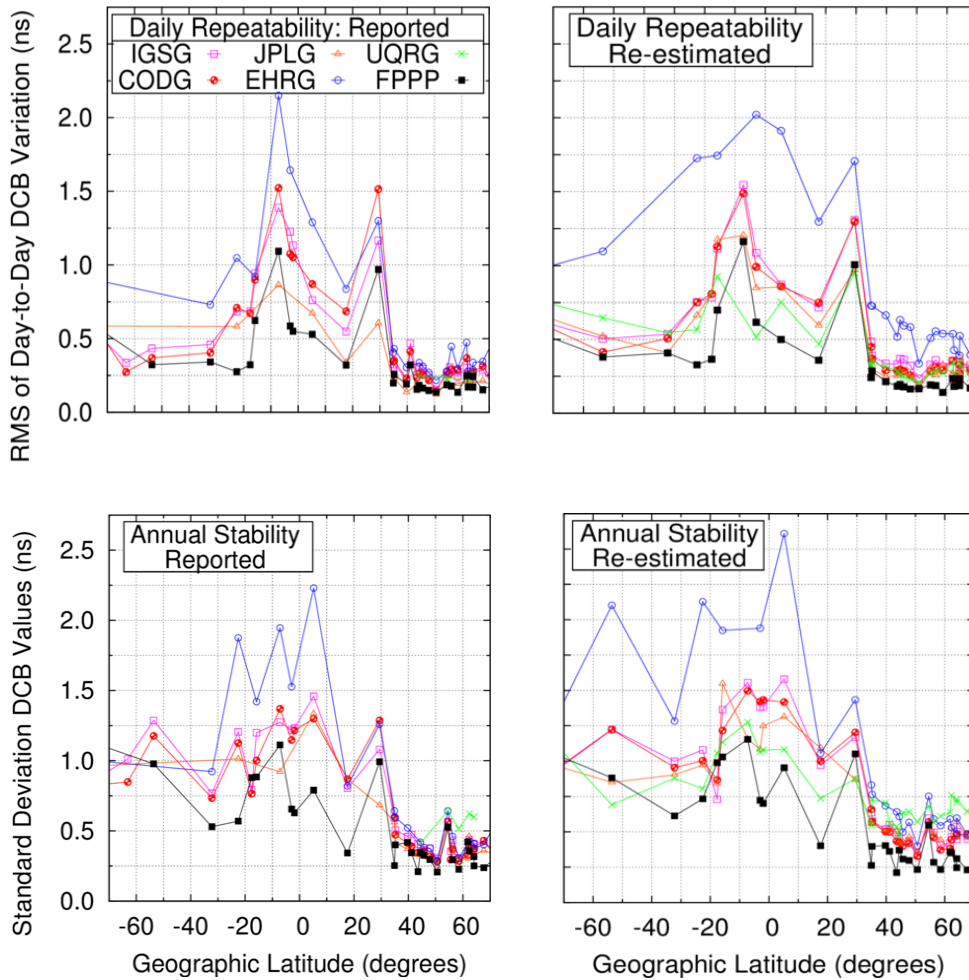 Daily Repeatability: Reported
IGSG JPLG UQRG
CODG EHRG FPPP
RMS of Day-to-Day DCB Variation (ns)
2.5
2.0
1.5
1.0
0.5
0.0
Daily Repeatability
Re-estimated
Annual Stability
Reported
Standard Deviation DCB Values (ns)
2.5
2.0
1.5
1.0
0.5
0.0
-60 -40 -20 0 20 40 60
Geographic Latitude (degrees)
Annual Stability
Re-estimated
-60 -40 -20 0 20 40 60
Geographic Latitude (degrees)